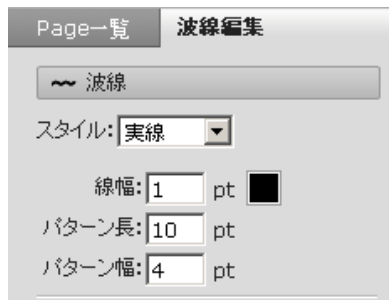 Page一覧 波線編集
波線
スタイル: 実線
線幅: 1 pt
パターン長: 10 pt
パターン幅: 4 pt